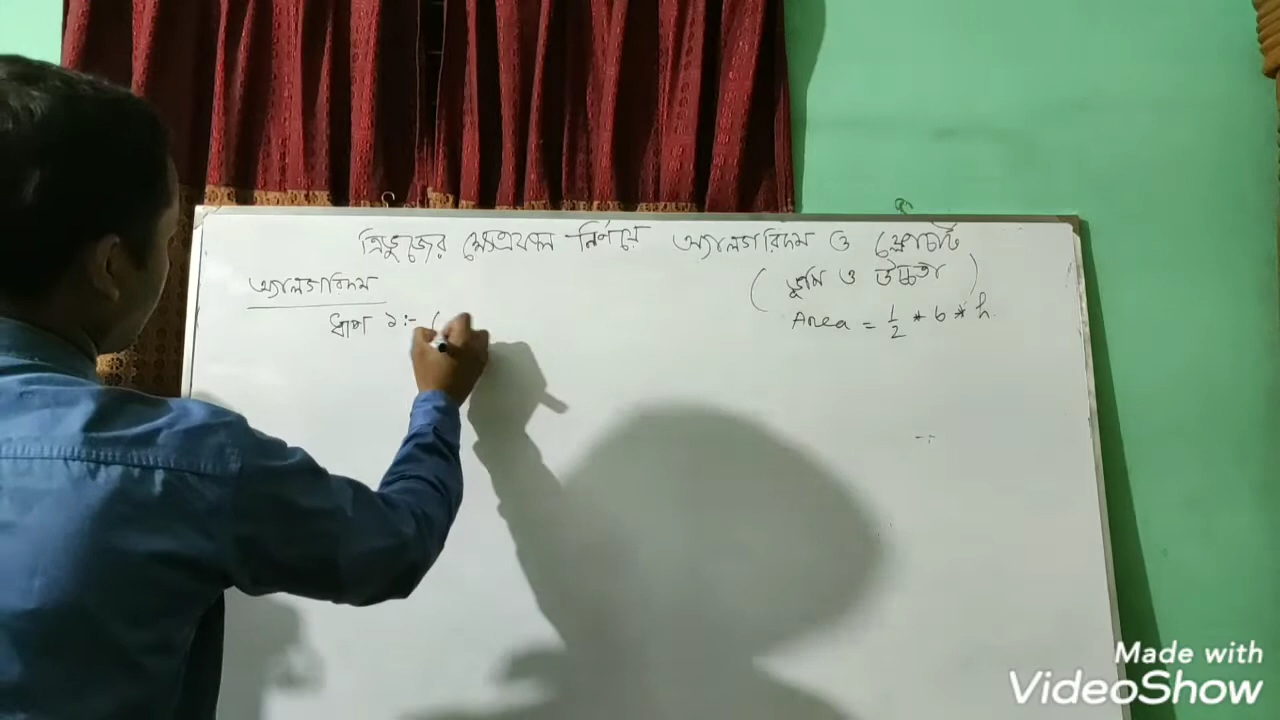 ত্রিভুজের ক্ষেত্রফল নির্ণয়ে অ্যালগরিদম ও ফ্লোচার্ট
(ভূমি ও উচ্চতা)
Area = 1/2 * b * h
অ্যালগরিদম
ধাপ ১:- (
Made with
VideoShow